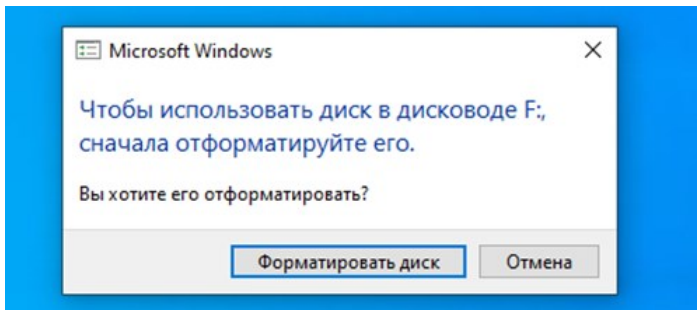 Microsoft Windows
Чтобы использовать диск в дисководе F:,
сначала отформатируйте его.
Вы хотите его отформатировать?
Форматировать диск
Отмена